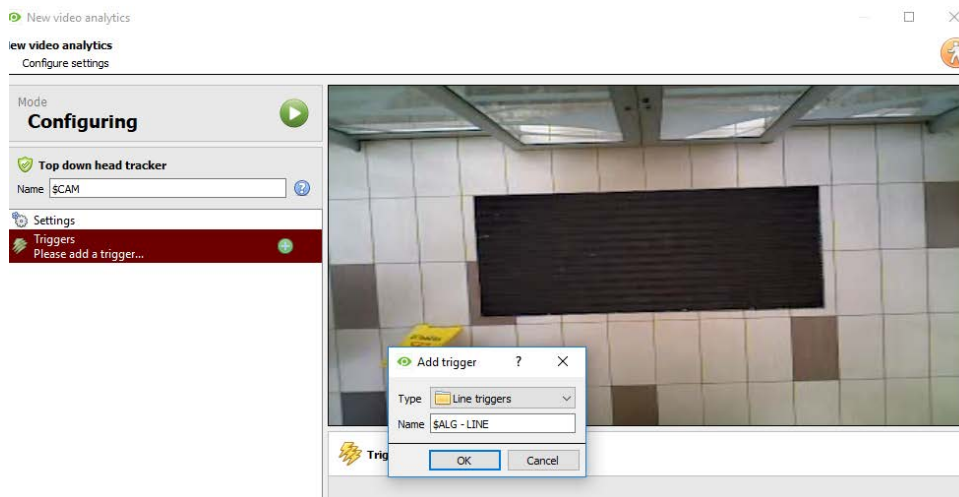 New video analytics
ew video analytics
Configure settings
Mode
Configuring
Top down head tracker
Name $CAM
?
Settings
Triggers
Please add a trigger...
Add trigger ?
Type Line triggers
Name $ALG - LINE
Trig
OK Cancel